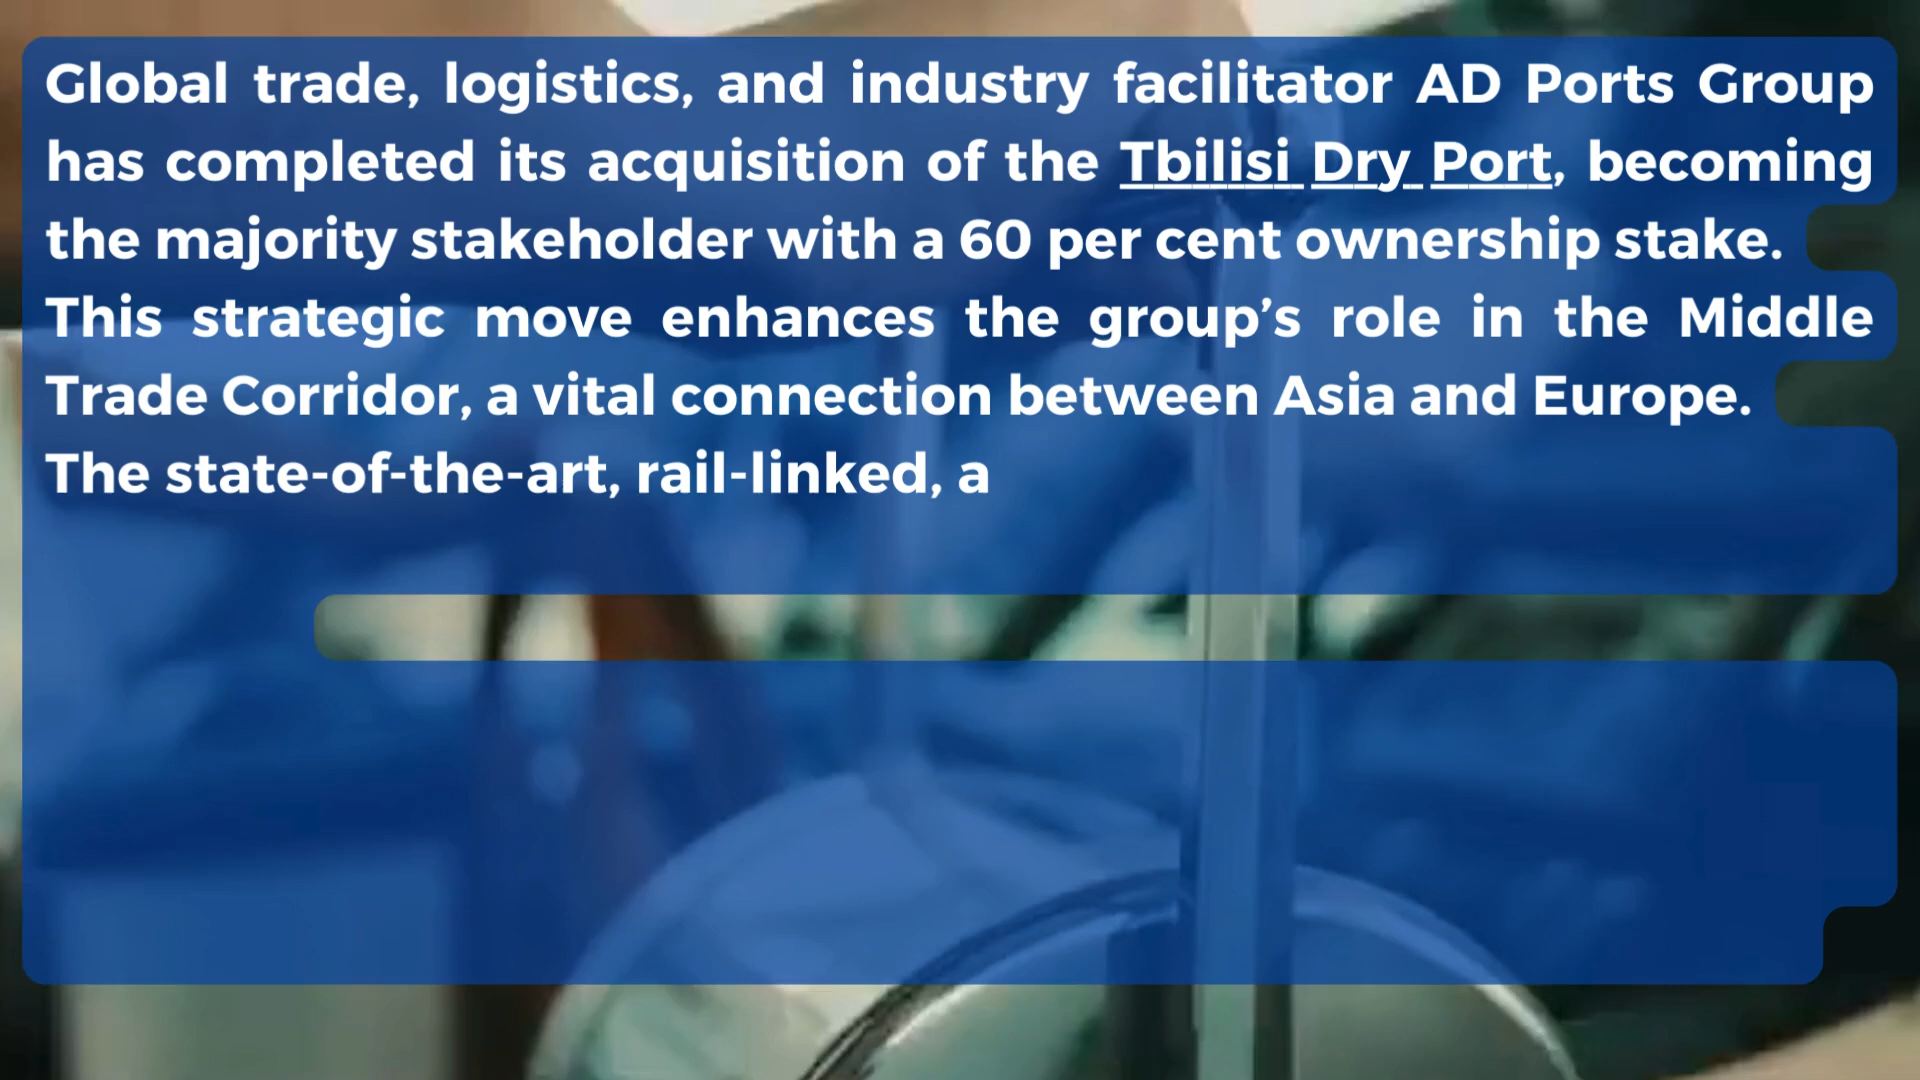 Global trade, logistics, and industry facilitator AD Ports Group
has completed its acquisition of the Tbilisi Dry Port, becoming
the majority stakeholder with a 60 per cent ownership stake.
This strategic move enhances the group’s role in the Middle
Trade Corridor, a vital connection between Asia and Europe.
The state-of-the-art, rail-linked, a